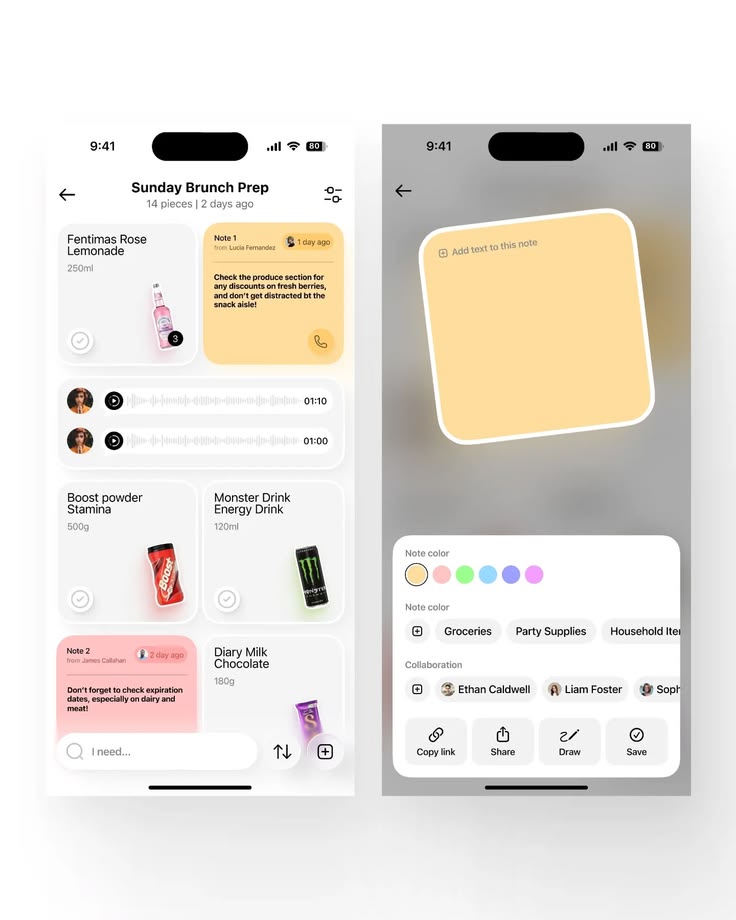 9:41
80
Sunday Brunch Prep
14 pieces | 2 days ago
Fentimas Rose
Lemonade
250ml
3
Note 1
from Lucia Fernandez
1 day ago
Check the produce section for
any discounts on fresh berries,
and don't get distracted bt the
snack aisle!
01:10
01:00
Boost powder
Stamina
500g
Boost
Monster Drink
Energy Drink
120ml
MONSTER
Note 2
from James Callahan
2 day ago
Don't forget to check expiration
dates, especially on dairy and
meat!
Diary Milk
Chocolate
180g
I need...
9:41
80
Add text to this note
Note color
Note color
Groceries
Party Supplies
Household Iter
Collaboration
Ethan Caldwell
Liam Foster
Soph
Copy link
Share
Draw
Save